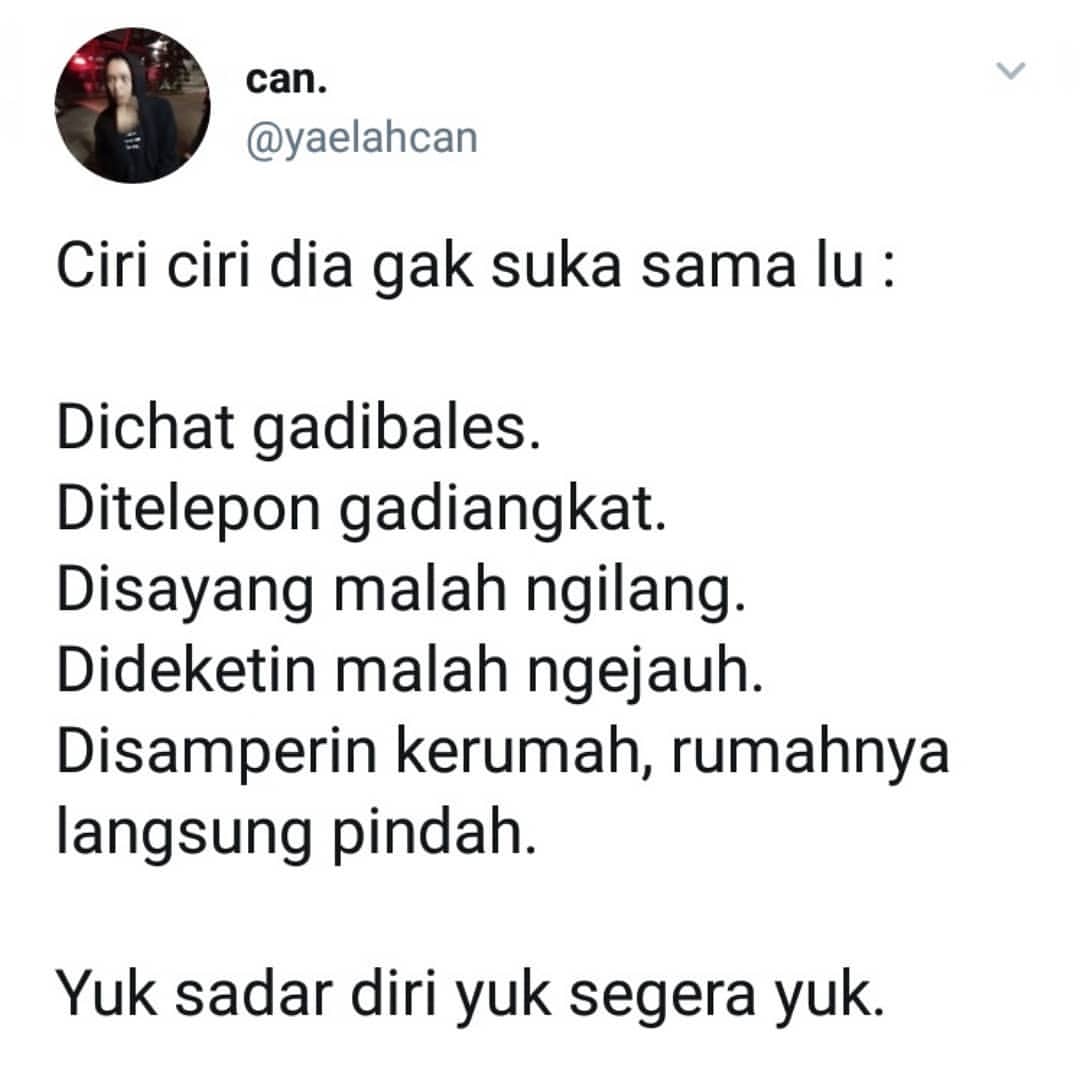 can.
@yaelahcan
Ciri ciri dia gak suka sama lu :
Dichat gadibales.
Ditelepon gadiangkat.
Disayang malah ngilang.
Dideketin malah ngejauh.
Disamperin kerumah, rumahnya
langsung pindah.
Yuk sadar diri yuk segera yuk.